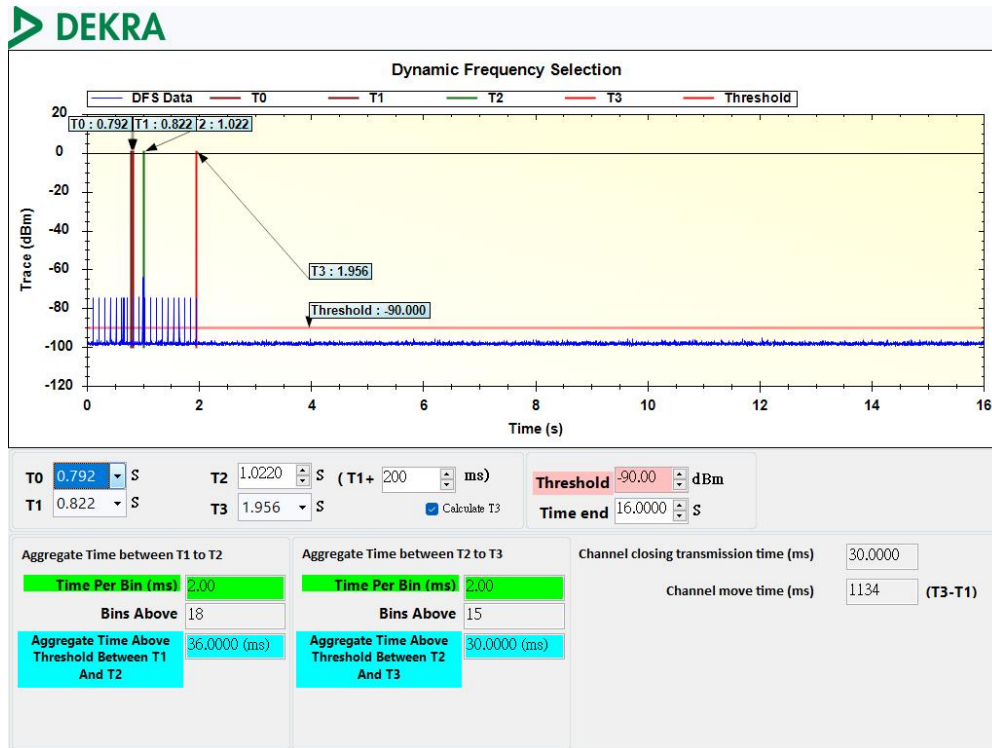 DEKRA
Dynamic Frequency Selection
DFS Data T0 T1 T2 T3 Threshold
20
T0 : 0.792 T1 : 0.822 2 : 1.022
0
-20
-40
-60
-80
-100
-120
Trace (dBm)
T3 : 1.956
Threshold : -90.000
0 2 4 6 8 10 12 14 16
Time (s)
T0 0.792 S T2 1.0220 S (T1+ 200 ms) Threshold -90.00 dBm
T1 0.822 S T3 1.956 S Calculate T3 Time end 16.0000 S
Aggregate Time between T1 to T2
Time Per Bin (ms) 2.00
Bins Above 18
Aggregate Time Above
Threshold Between T1
And T2
36.0000 (ms)
Aggregate Time between T2 to T3
Time Per Bin (ms) 2.00
Bins Above 15
Aggregate Time Above
Threshold Between T2
And T3
30.0000 (ms)
Channel closing transmission time (ms) 30.0000
Channel move time (ms) 1134 (T3-T1)